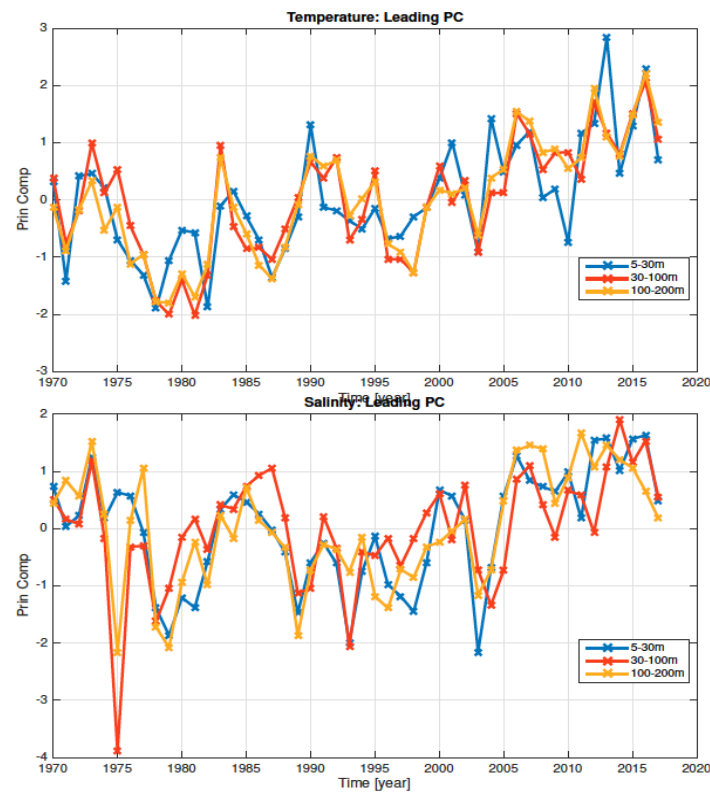 Temperature: Leading PC
Prin Comp
3
2
1
0
-1
-2
-3
5-30m
30-100m
100-200m
1970 1975 1980 1985 1990 1995 2000 2005 2010 2015 2020
Time [year]
Salinity: Leading PC
Prin Comp
2
1
0
-1
-2
-3
-4
5-30m
30-100m
100-200m
1970 1975 1980 1985 1990 1995 2000 2005 2010 2015 2020
Time [year]